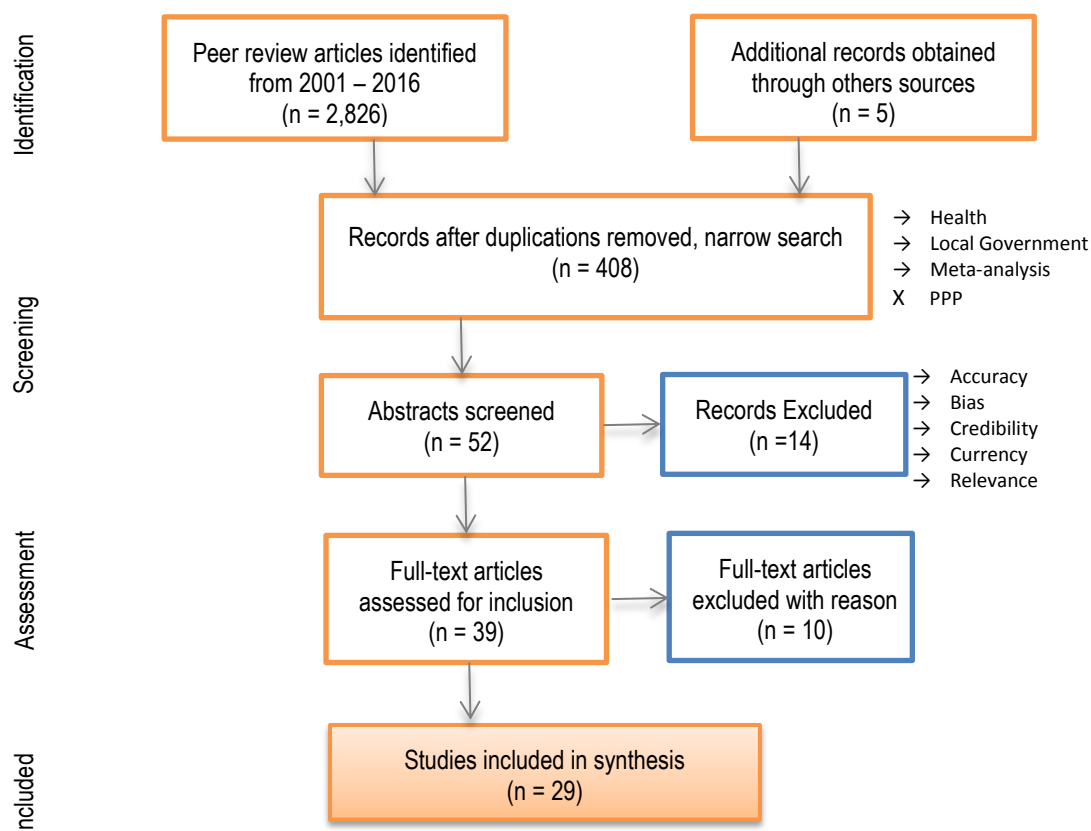 Identification
Peer review articles identified
from 2001 – 2016
(n = 2,826)
Additional records obtained
through others sources
(n = 5)
Records after duplications removed, narrow search
(n = 408)
→ Health
→ Local Government
→ Meta-analysis
X PPP
Screening
Abstracts screened
(n = 52)
Records Excluded
(n =14)
→ Accuracy
→ Bias
→ Credibility
→ Currency
→ Relevance
Assessment
Full-text articles
assessed for inclusion
(n = 39)
Full-text articles
excluded with reason
(n = 10)
ncluded
Studies included in synthesis
(n = 29)